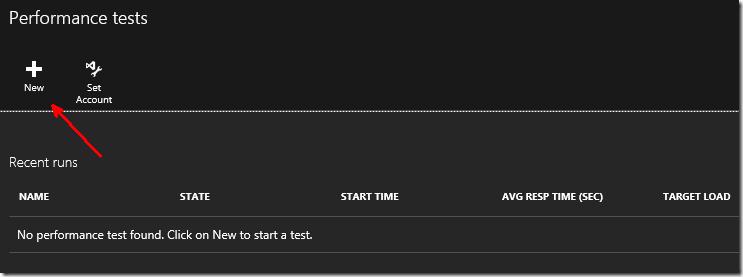 Performance tests
New
Set
Account
Recent runs
NAME STATE START TIME AVG RESP TIME (SEC) TARGET LOAD
No performance test found. Click on New to start a test.